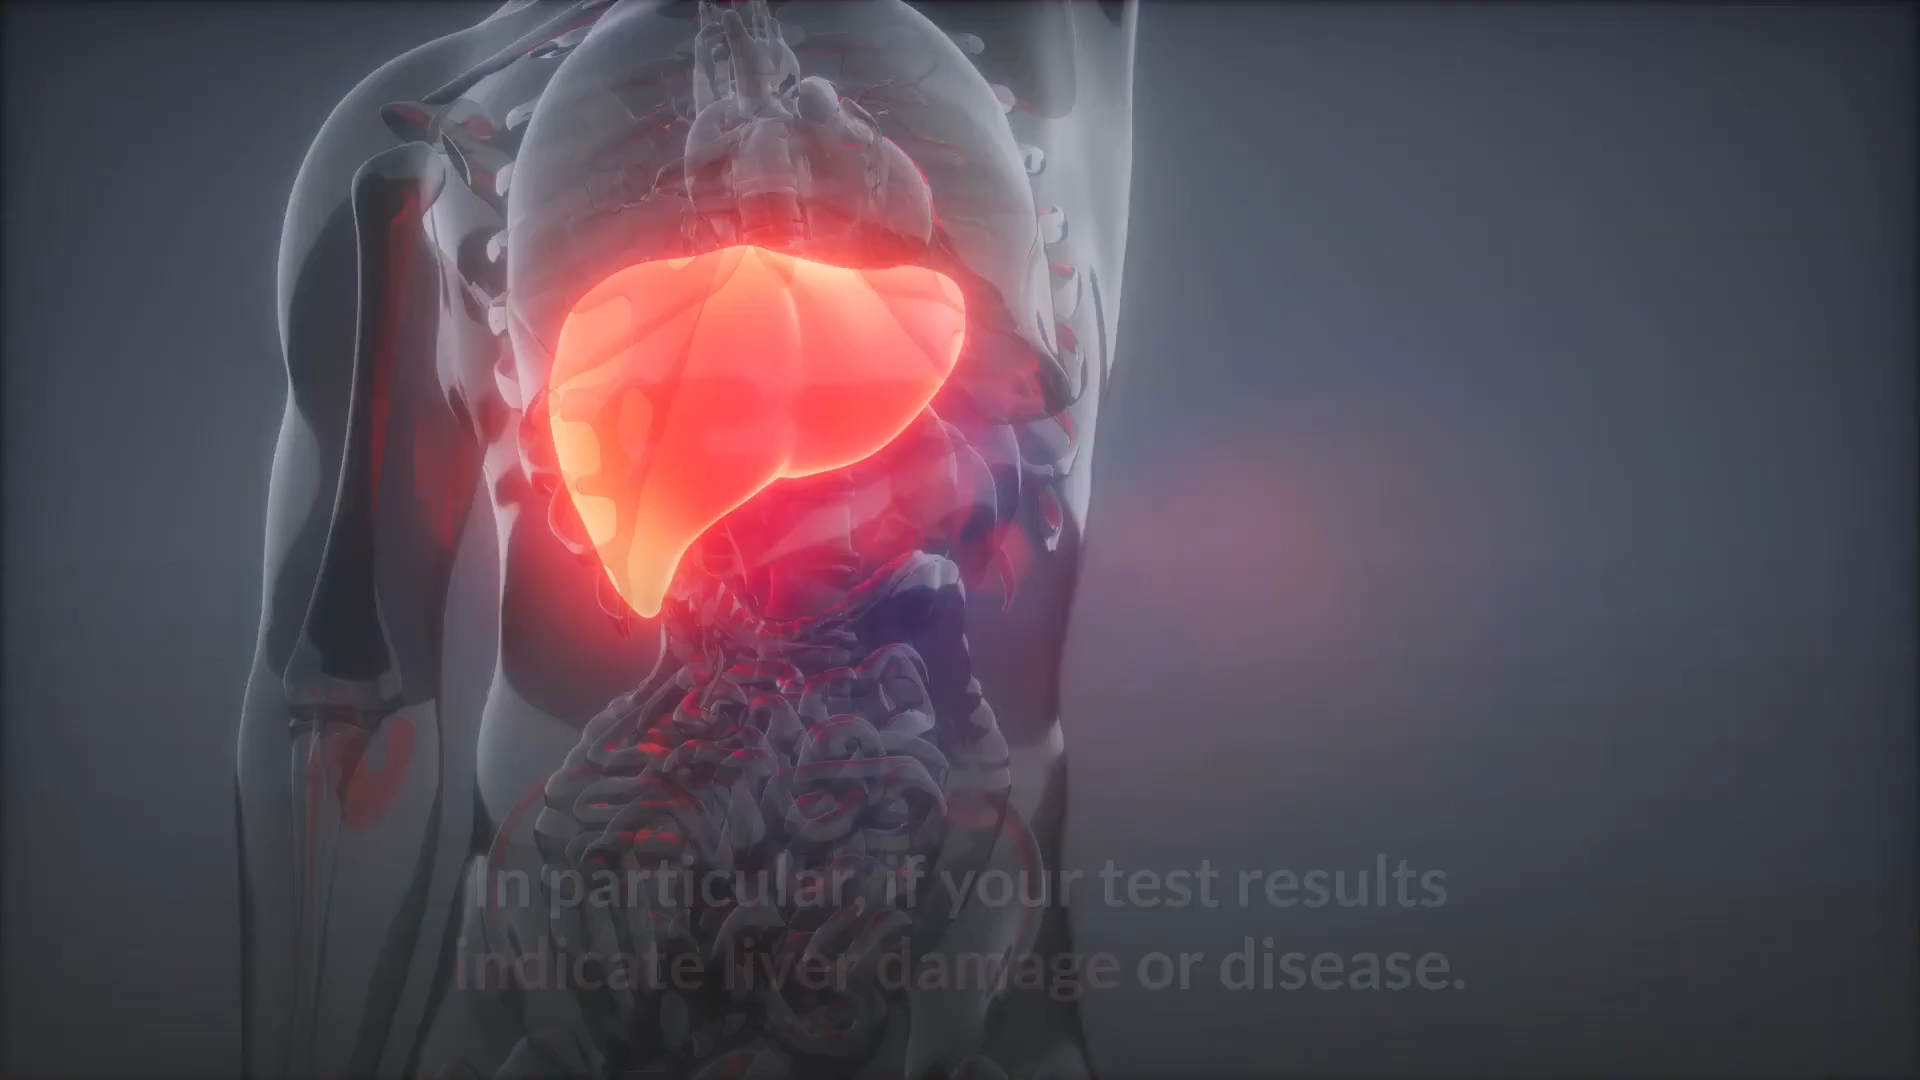 In particular, if your test results
indicate liver damage or disease.